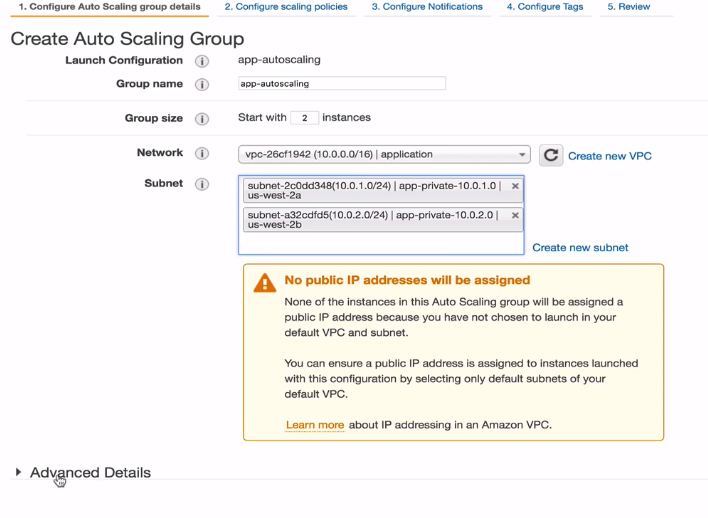 1. Configure Auto Scaling group details 2. Configure scaling policies 3. Configure Notifications 4. Configure Tags 5. Review
Create Auto Scaling Group
Launch Configuration i app-autoscaling
Group name i app-autoscaling
Group size i Start with 2 instances
Network i vpc-26cf1942 (10.0.0.0/16) | application Create new VPC
Subnet i subnet-2c0dd348(10.0.1.0/24) | app-private-10.0.1.0 | ×
us-west-2a
subnet-a32cdfd5(10.0.2.0/24) | app-private-10.0.2.0 | ×
us-west-2b
Create new subnet
No public IP addresses will be assigned
None of the instances in this Auto Scaling group will be assigned a
public IP address because you have not chosen to launch in your
default VPC and subnet.
You can ensure a public IP address is assigned to instances launched
with this configuration by selecting only default subnets of your
default VPC.
Learn more about IP addressing in an Amazon VPC.
Advanced Details